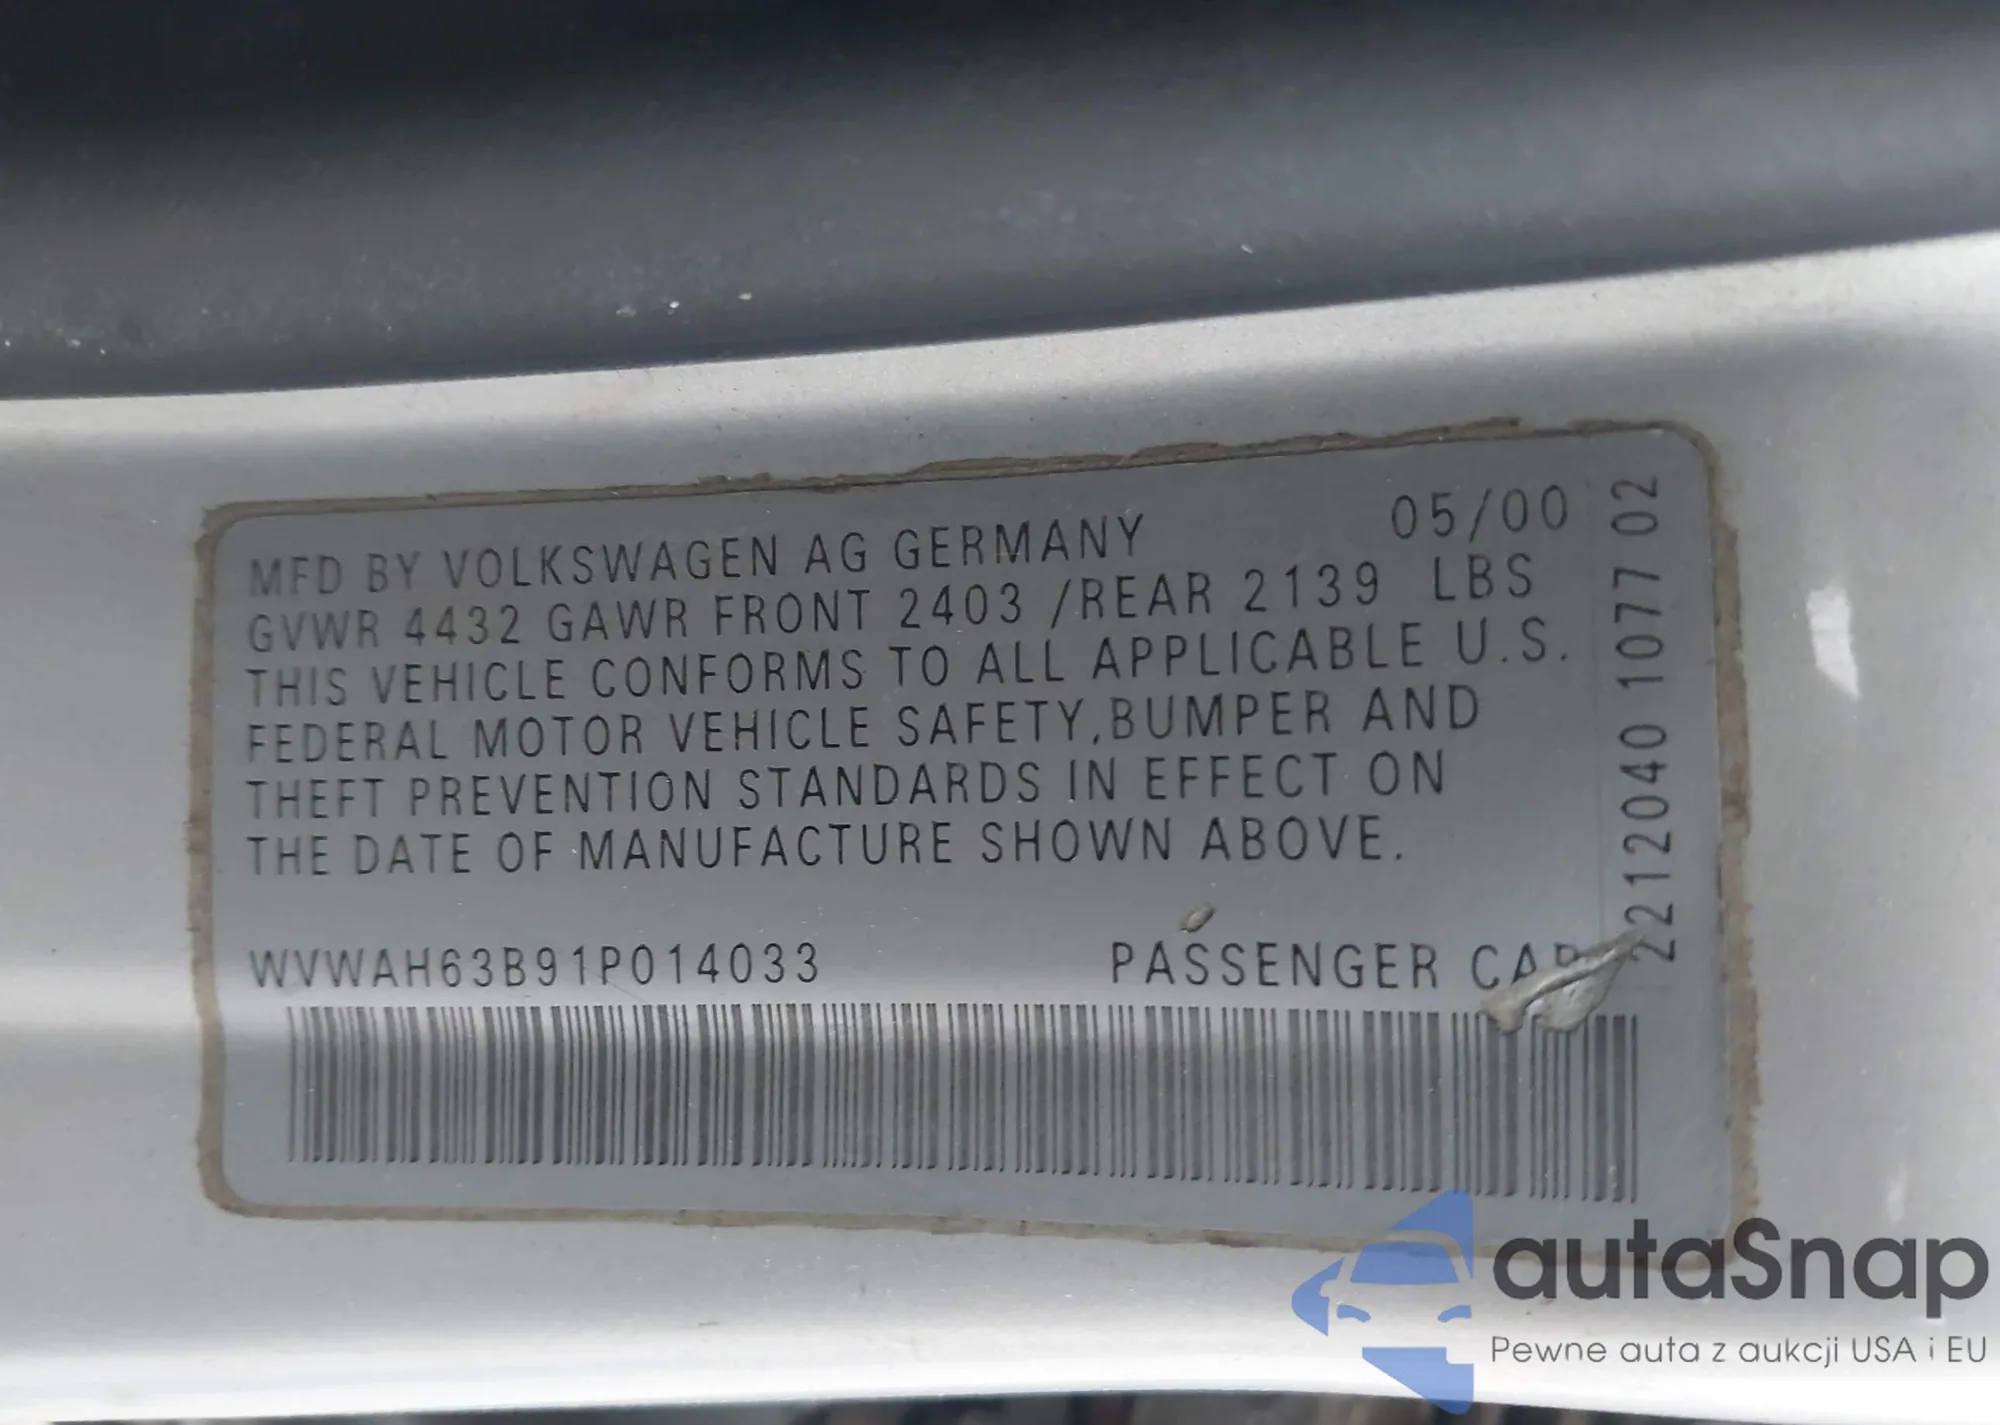 MFD BY VOLKSWAGEN AG GERMANY 05/00
GVWR 4432 GAWR FRONT 2403 /REAR 2139 LBS
THIS VEHICLE CONFORMS TO ALL APPLICABLE U.S.
FEDERAL MOTOR VEHICLE SAFETY,BUMPER AND
THEFT PREVENTION STANDARDS IN EFFECT ON
THE DATE OF MANUFACTURE SHOWN ABOVE.
WVWAH63B91P014033 PASSENGER CAR
2212040 1077 02
autaSnap
Pewne auta z aukcji USA i EU